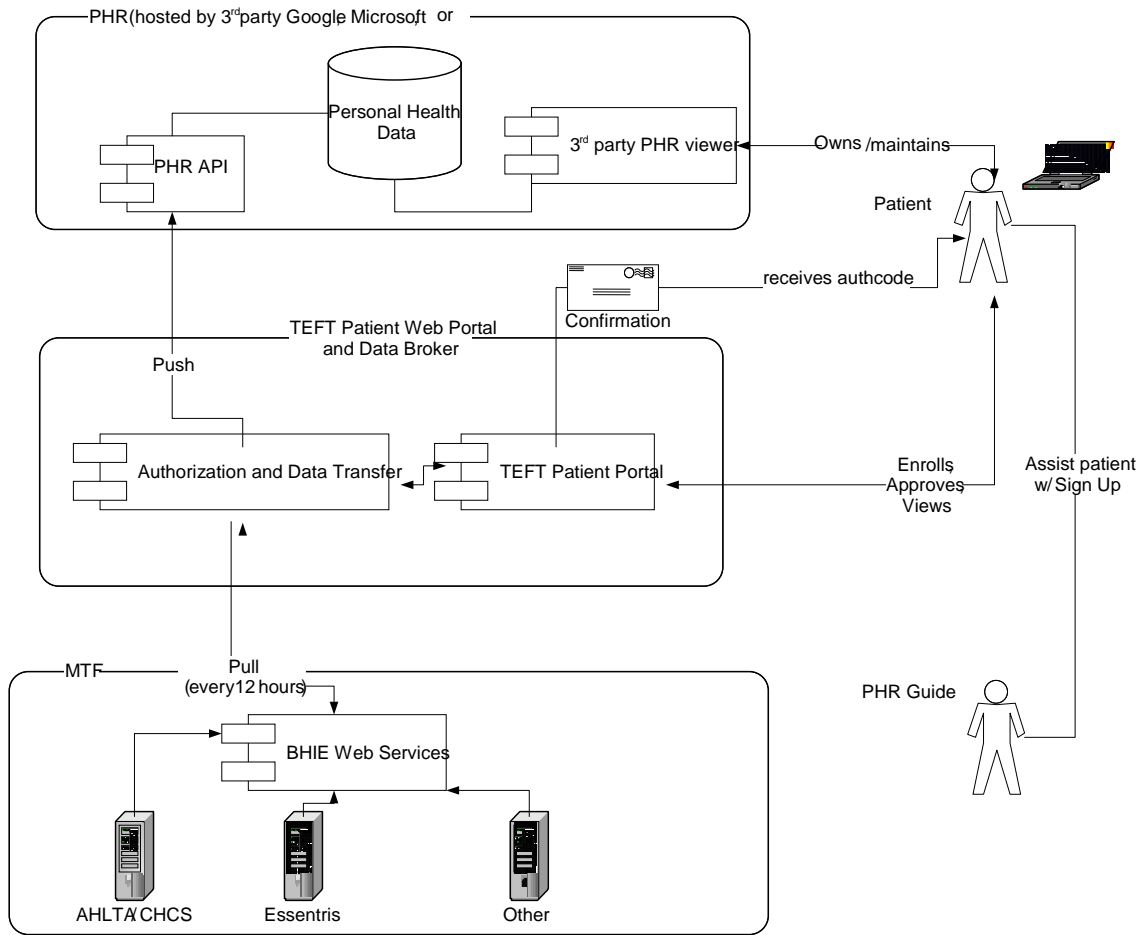 PHR(hosted by 3rd party Google, Microsoft, or
Personal Health
Data
PHR API
3rd party PHR viewer
Owns /maintains
Patient
receives authcode
Confirmation
TEFT Patient Web Portal
and Data Broker
Push
Authorization and Data Transfer
TEFT Patient Portal
Enrolls,
Approves,
Views
Assist patient
w/ Sign Up
MTF
Pull
(every 12 hours)
PHR Guide
BHIE Web Services
AHLTA/CHCS
Essentris
Other